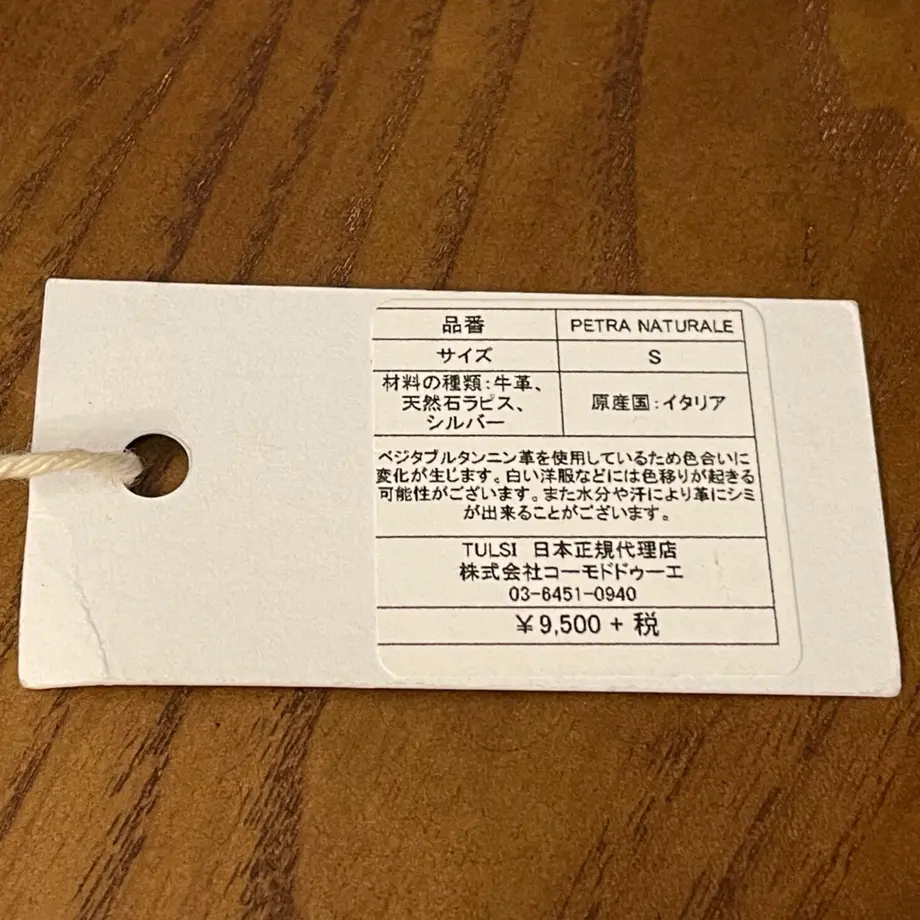 品番 PETRA NATURALE
サイズ S
材料の種類:牛革、
天然石ラピス、
シルバー
原産国:イタリア
ベジタブルタンニン革を使用しているため色合いに
変化が生じます。白い洋服などには色移りが起きる
可能性がございます。また水分や汗により革にシミ
が出来ることがございます。
TULSI 日本正規代理店
株式会社コーモドドゥーエ
03-6451-0940
￥9,500 + 税